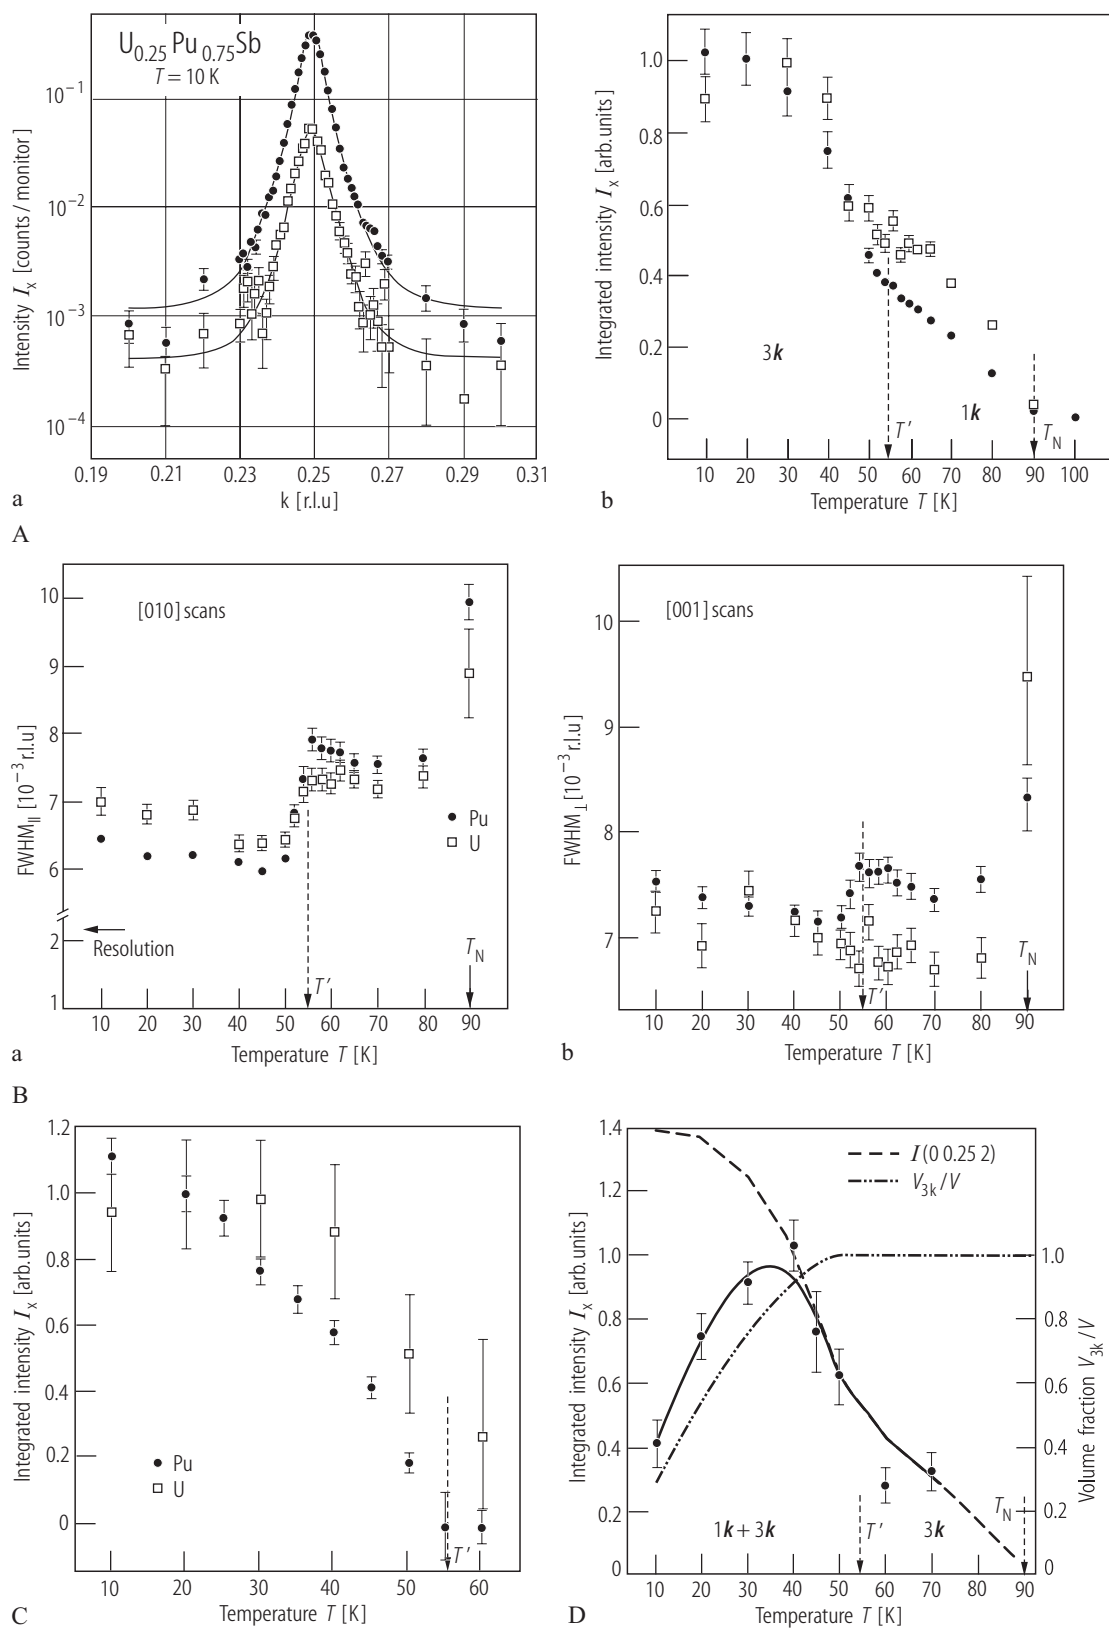 U0.25Pu0.75Sb
T = 10 K
10⁻¹
10⁻²
10⁻³
10⁻⁴
Intensity Ix [counts / monitor]
0.19 0.21 0.23 0.25 0.27 0.29 0.31
k [r.l.u]
a
1.0
0.8
0.6
0.4
0.2
0
Integrated intensity Ix [arb.units]
3k
1k
T′
TN
10 20 30 40 50 60 70 80 90 100
Temperature T [K]
b
A
10
9
8
7
6
2
1
FWHM|| [10⁻³ r.l.u]
[010] scans
Pu
U
Resolution
T′
TN
10 20 30 40 50 60 70 80 90
Temperature T [K]
a
10
9
8
7
FWHM⊥ [10⁻³ r.l.u]
[001] scans
T′
TN
10 20 30 40 50 60 70 80 90
Temperature T [K]
b
B
1.2
1.0
0.8
0.6
0.4
0.2
0
Integrated intensity Ix [arb.units]
Pu
U
T′
10 20 30 40 50 60
Temperature T [K]
C
1.4
1.2
1.0
0.8
0.6
0.4
0.2
0
Integrated intensity Ix [arb.units]
I (0 0.25 2)
V3k / V
1.0
0.8
0.6
0.4
0.2
0
Volume fraction V3k / V
1k + 3k
3k
T′
TN
10 20 30 40 50 60 70 80 90
Temperature T [K]
D